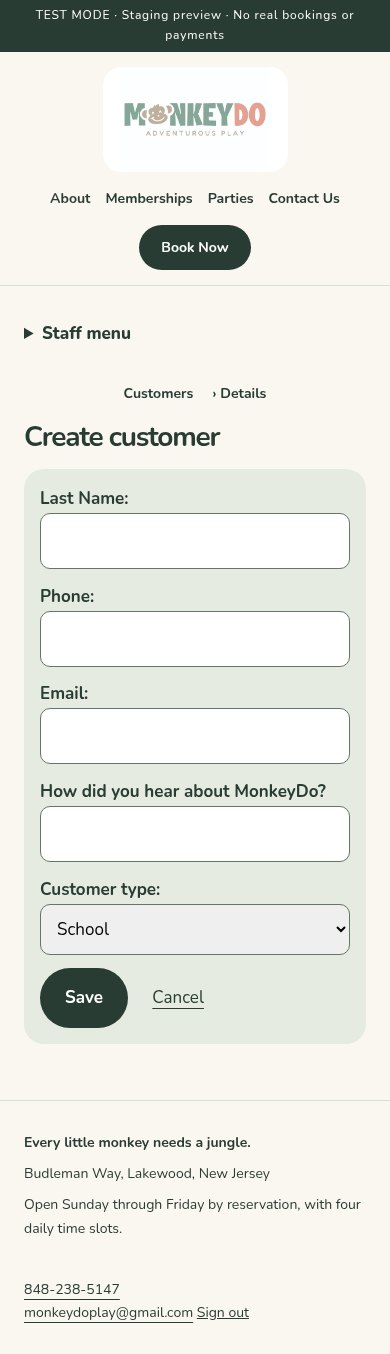 TEST MODE · Staging preview · No real bookings or
payments
MONKEYDO
ADVENTUROUS PLAY
About Memberships Parties Contact Us
Book Now
Staff menu
Customers › Details
Create customer
Last Name:
Phone:
Email:
How did you hear about MonkeyDo?
Customer type:
School
Save Cancel
Every little monkey needs a jungle.
Budleman Way, Lakewood, New Jersey
Open Sunday through Friday by reservation, with four
daily time slots.
848-238-5147
monkeydoplay@gmail.com Sign out